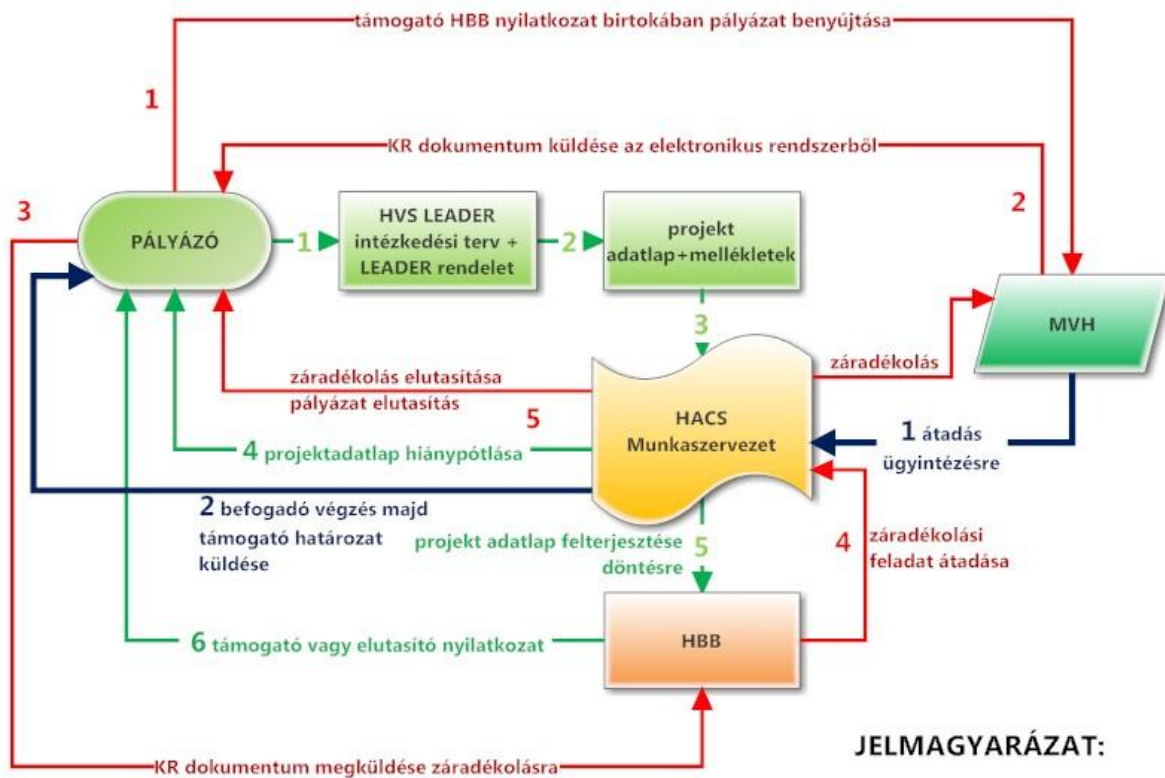 támogató HBB nyilatkozat birtokában pályázat benyújtása
1
KR dokumentum küldése az elektronikus rendszerből
3
2
PÁLYÁZÓ
1
HVS LEADER
intézkedési terv +
LEADER rendelet
2
projekt
adatlap+mellékletek
3
MVH
záradékolás
záradékolás elutasítása
pályázat elutasítás
5
HACS
Munkaszervezet
1 átadás
ügyintézésre
4 projektadatlap hiánypótlása
2 befogadó végzés majd
támogató határozat
küldése
projekt adatlap felterjesztése
döntésre
5
4
záradékolási
feladat átadása
6 támogató vagy elutasító nyilatkozat
HBB
JELMAGYARÁZAT:
KR dokumentum megküldése záradékolásra